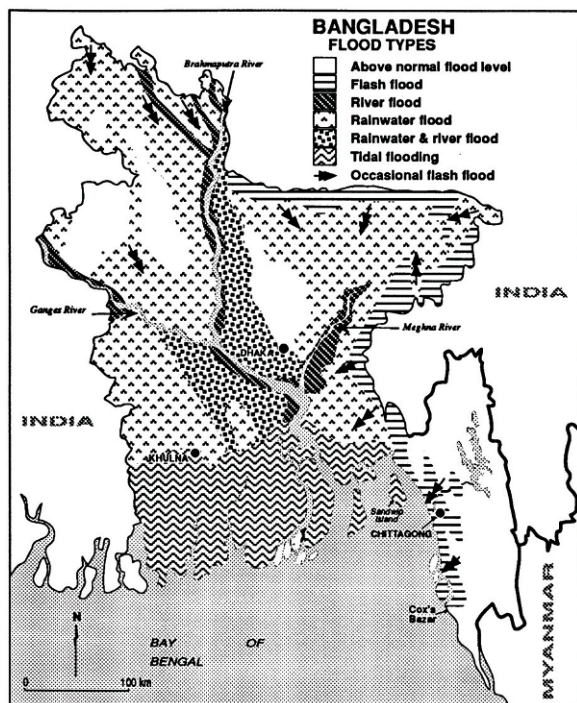 BANGLADESH
FLOOD TYPES
Above normal flood level
Flash flood
River flood
Rainwater flood
Rainwater & river flood
Tidal flooding
Occasional flash flood
Brahmaputra River
INDIA
Ganges River
Meghna River
DHAKA
INDIA
KHULNA
Sandwip
Island
CHITTAGONG
Cox's
Bazar
MYANMAR
N
BAY OF
BENGAL
0 100 km